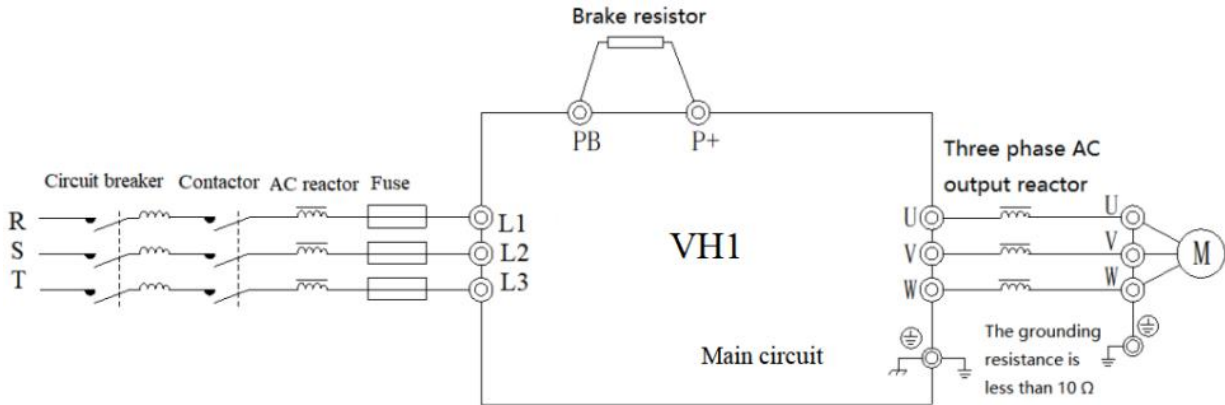 Brake resistor
PB
P+
Three phase AC
output reactor
Circuit breaker
Contactor
AC reactor
Fuse
R
S
T
L1
L2
L3
VH1
U
V
W
U
V
W
M
Main circuit
The grounding
resistance is
less than 10 Ω